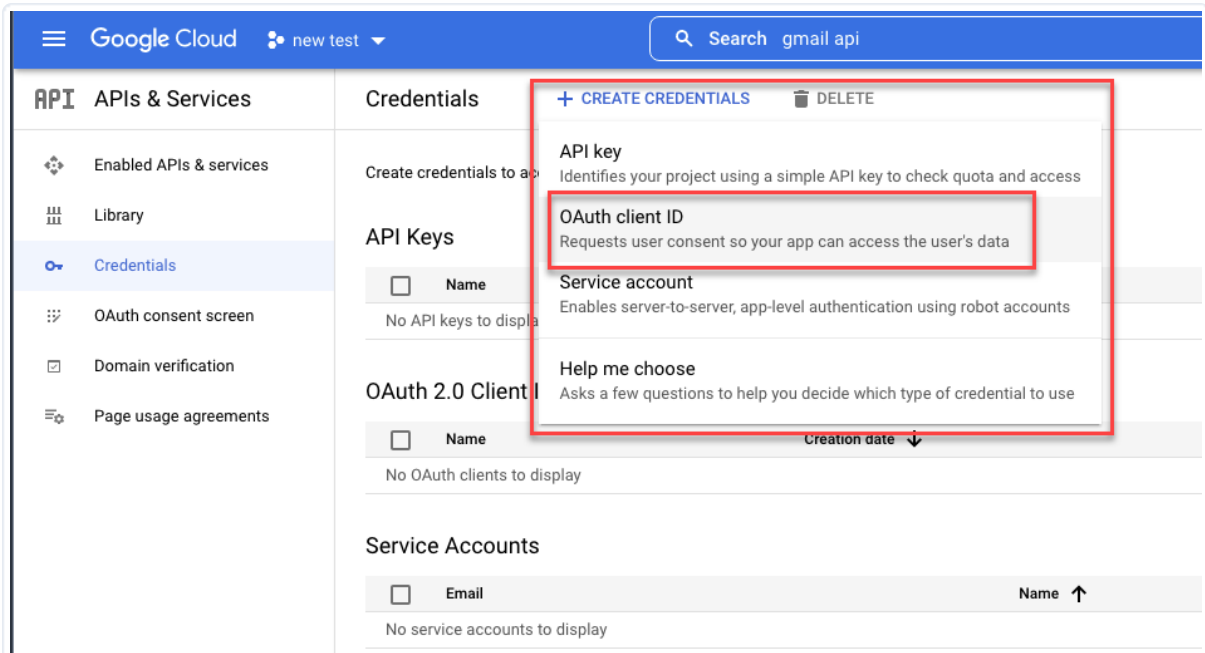 Google Cloud
new test
Search gmail api
API APIs & Services
Enabled APIs & services
Library
Credentials
OAuth consent screen
Domain verification
Page usage agreements
Credentials
+ CREATE CREDENTIALS
DELETE
API key
Identifies your project using a simple API key to check quota and access
OAuth client ID
Requests user consent so your app can access the user's data
Service account
Enables server-to-server, app-level authentication using robot accounts
Help me choose
Asks a few questions to help you decide which type of credential to use
Create credentials to
API Keys
Name
No API keys to
OAuth 2.0 Client
Name
Creation date
No OAuth clients to display
Service Accounts
Email
Name
No service accounts to display